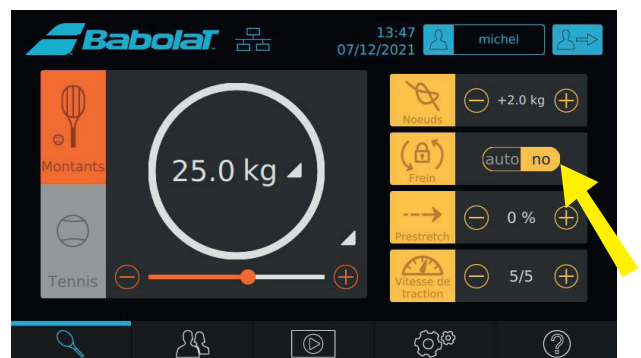 Babolat
13:47
07/12/2021
michel
Montants
25.0 kg
Tennis
Noeuds
+2.0 kg
Frein
auto no
Prestretch
0 %
Vitesse de
traction
5/5